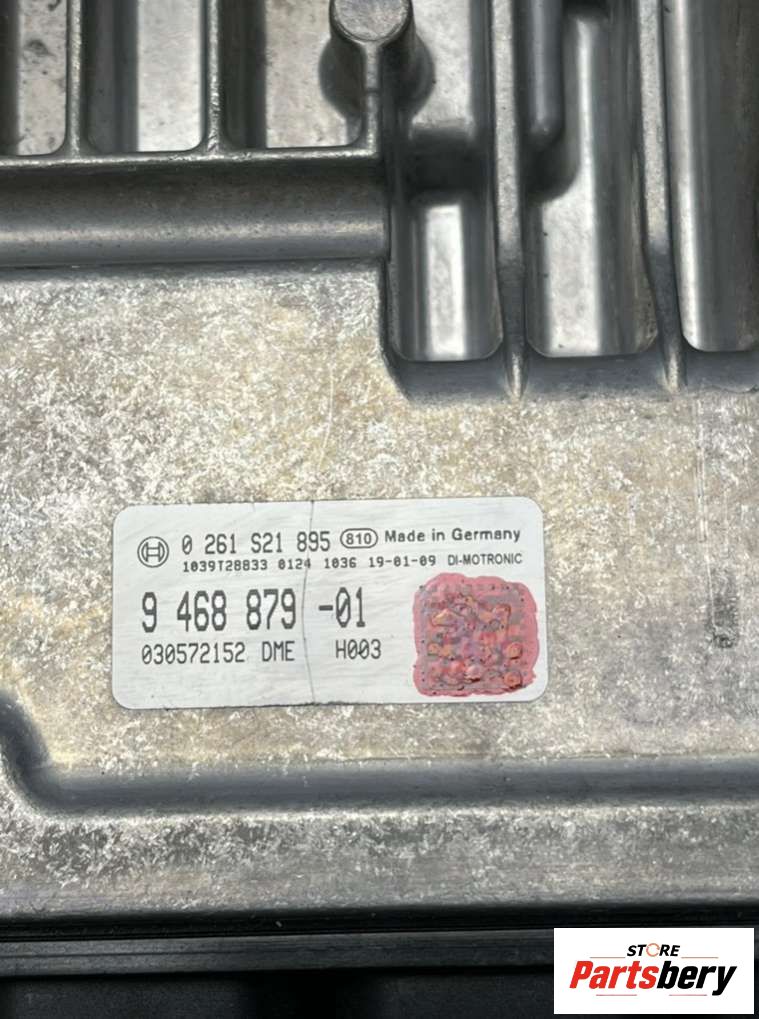 0 261 S21 895 810 Made in Germany
1039T28833 0124 1036 19-01-09 DI-MOTRONIC
9 468 879 -01
030572152 DME H003
STORE
Partsbery